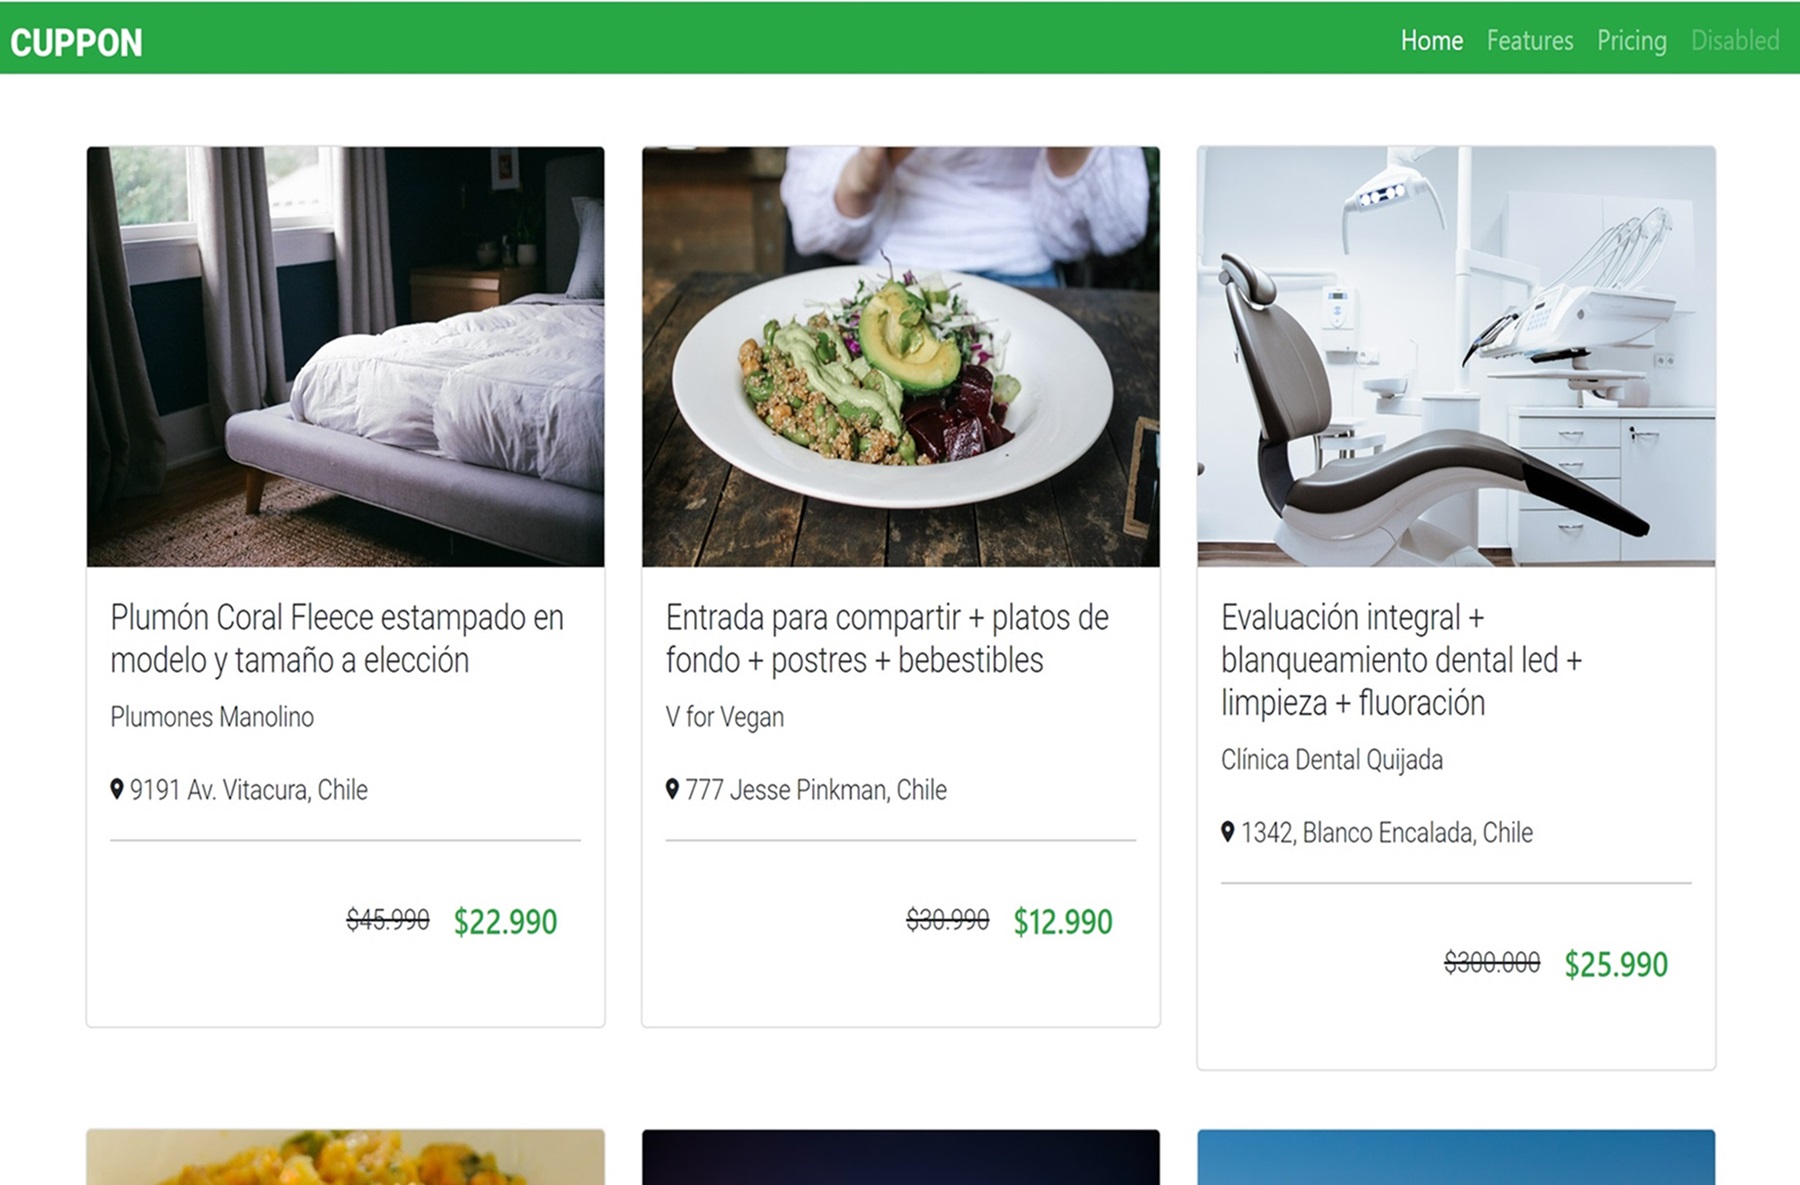 CUPPON
Home Features Pricing Disabled
Plumón Coral Fleece estampado en
modelo y tamaño a elección
Plumones Manolino
9191 Av. Vitacura, Chile
$45.990 $22.990
Entrada para compartir + platos de
fondo + postres + bebestibles
V for Vegan
777 Jesse Pinkman, Chile
$30.990 $12.990
Evaluación integral +
blanqueamiento dental led +
limpieza + fluoración
Clínica Dental Quijada
1342, Blanco Encalada, Chile
$300.000 $25.990